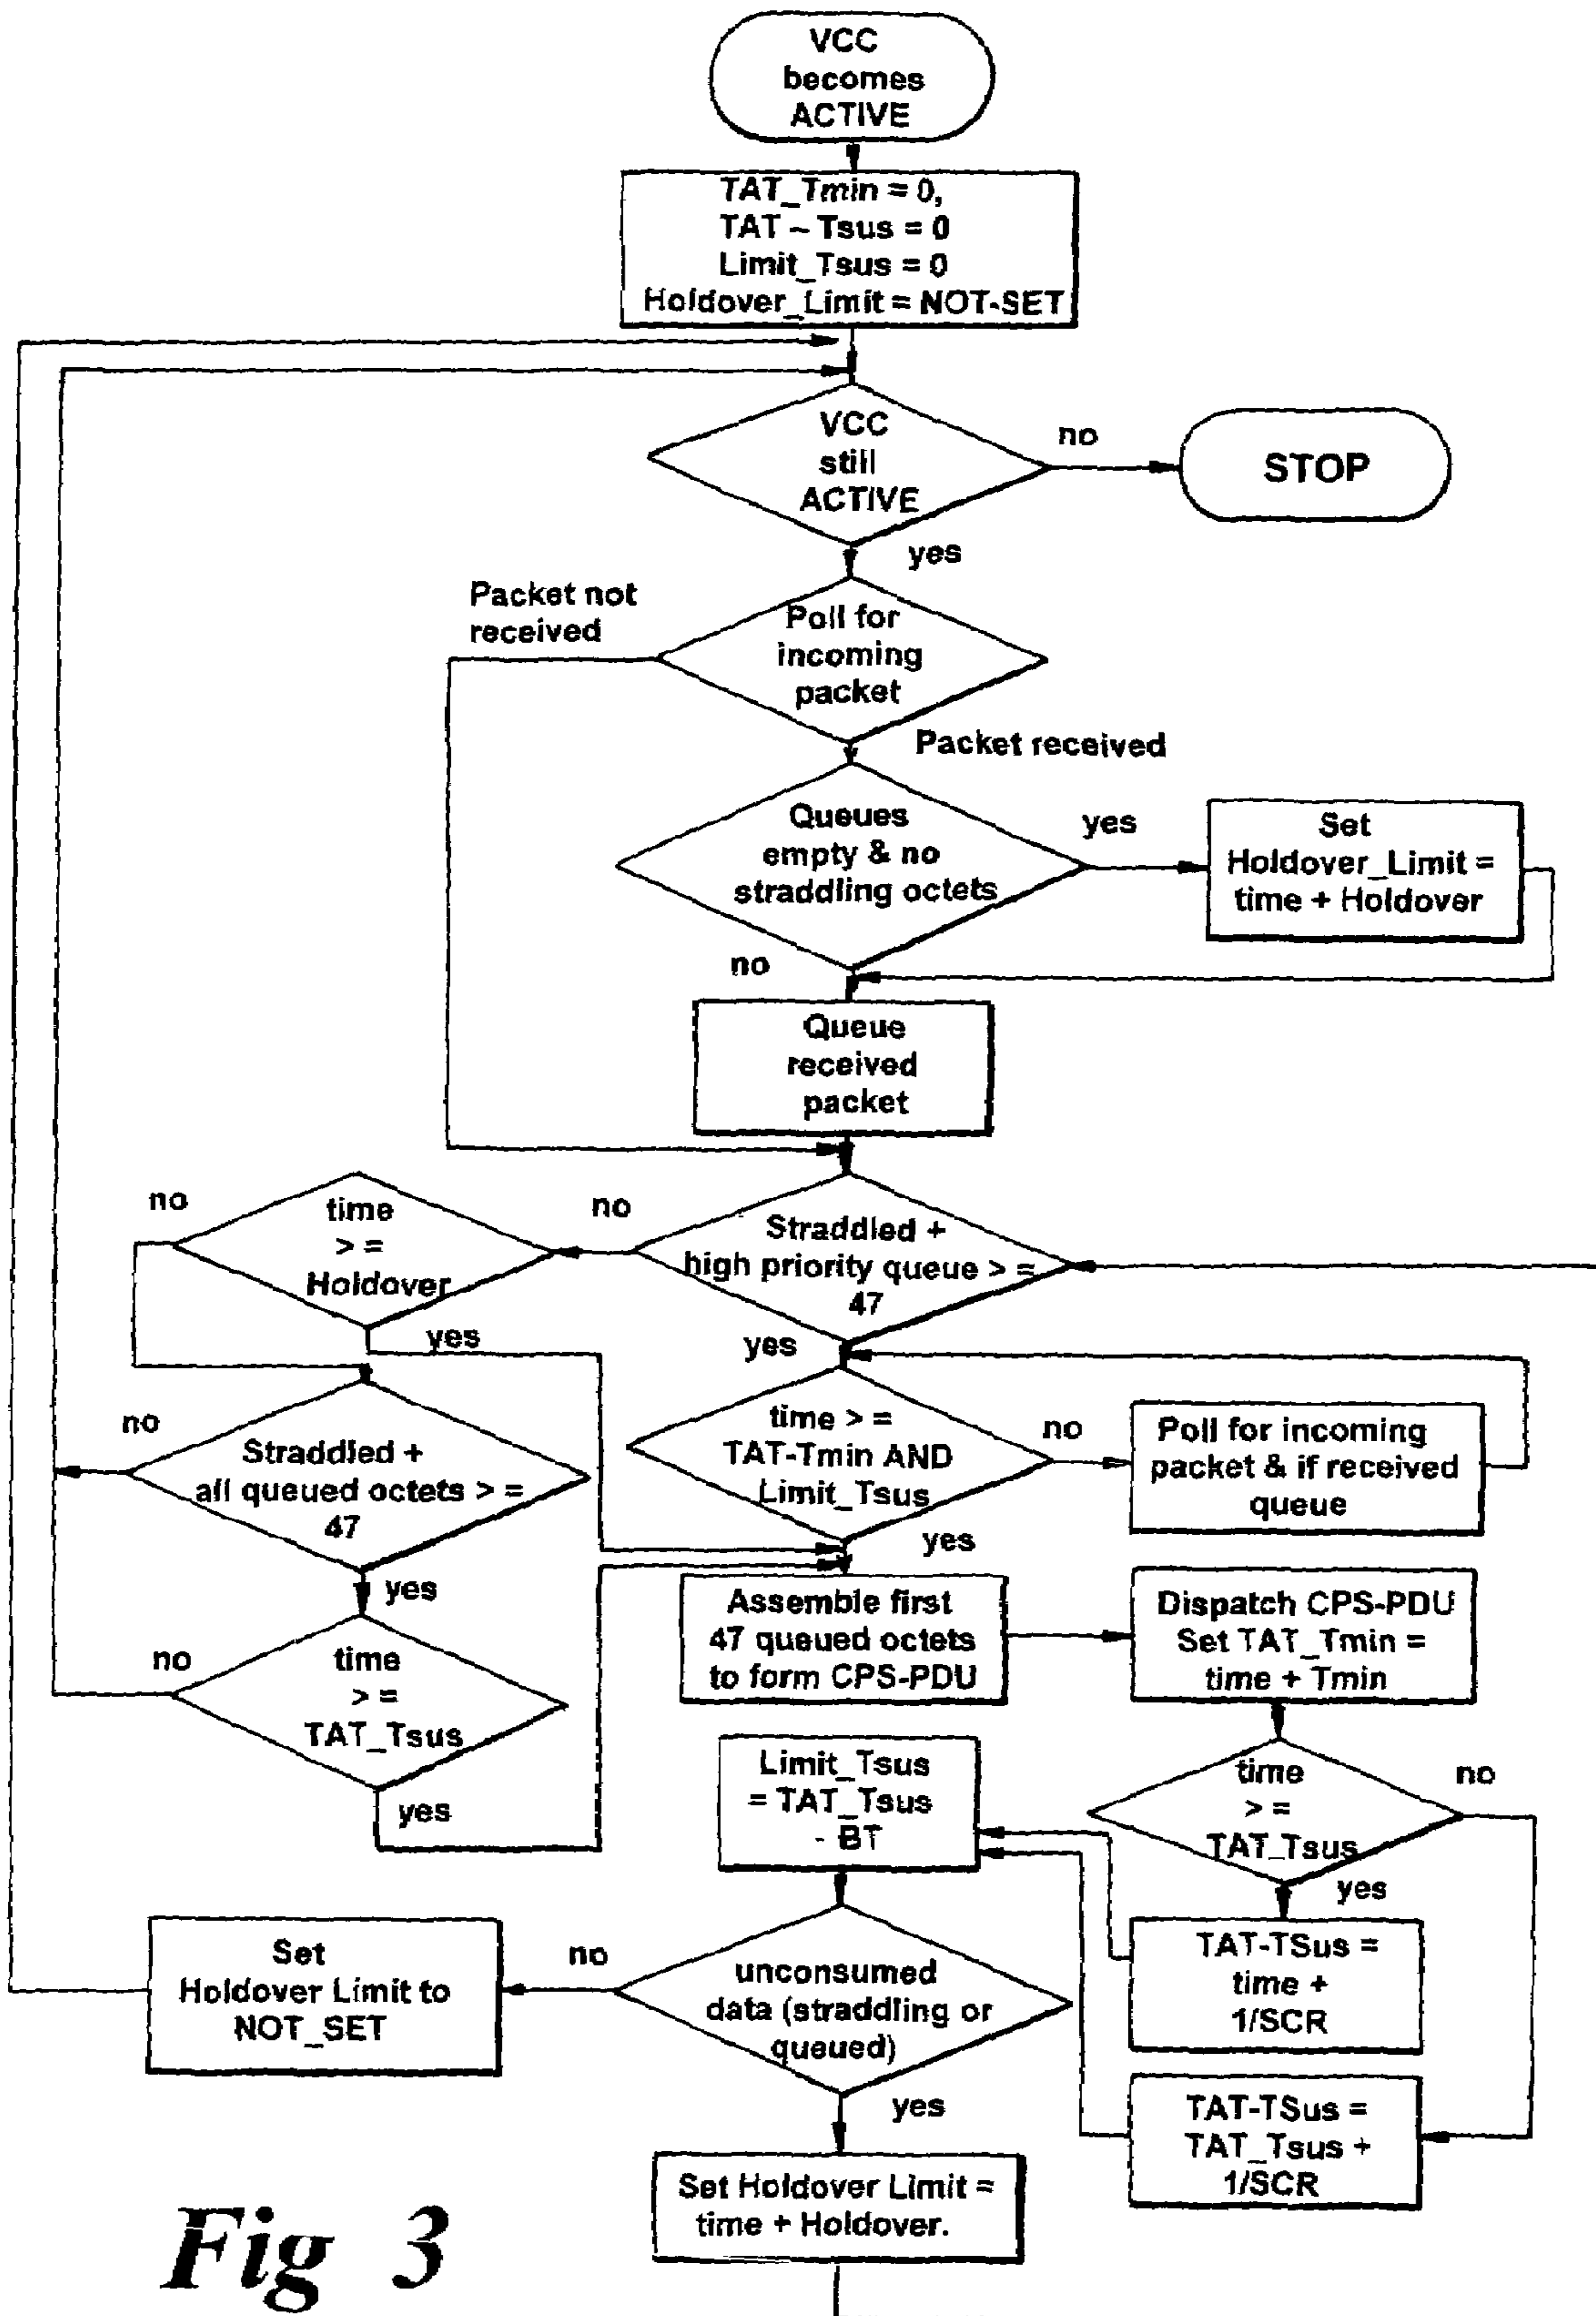 VCC
becomes
ACTIVE
TAT_Tmin = 0,
TAT – Tsus = 0
Limit_Tsus = 0
Holdover_Limit = NOT-SET
VCC
still
ACTIVE
no
STOP
yes
Packet not
received
Poll for
incoming
packet
Packet received
Queues
empty & no
straddling octets
yes
Set
Holdover_Limit =
time + Holdover
no
Queue
received
packet
no
time
> =
Holdover
no
Straddled +
high priority queue > =
47
yes
yes
no
Straddled +
all queued octets > =
47
time > =
TAT-Tmin AND
Limit_Tsus
no
Poll for incoming
packet & if received
queue
yes
yes
no
time
> =
TAT_Tsus
yes
Assemble first
47 queued octets
to form CPS-PDU
Dispatch CPS-PDU
Set TAT_Tmin =
time + Tmin
Limit_Tsus
= TAT_Tsus
- BT
time
> =
TAT_Tsus
no
yes
Set
Holdover Limit to
NOT_SET
no
unconsumed
data (straddling or
queued)
TAT-TSus =
time +
1/SCR
yes
TAT-TSus =
TAT_Tsus +
1/SCR
Set Holdover Limit =
time + Holdover.
Fig 3